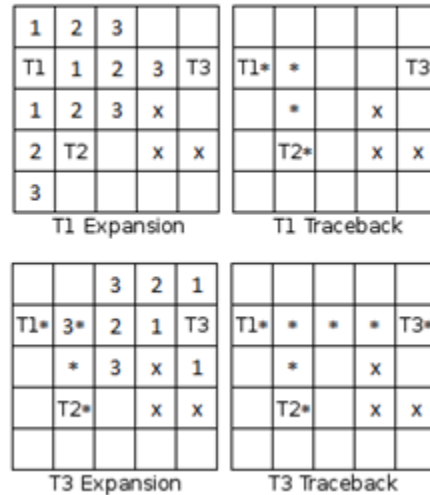 1 2 3
T1 1 2 3 T3 T1* * T3
1 2 3 x * x
2 T2 x x T2* x x
3
T1 Expansion T1 Traceback
3 2 1
T1* 3* 2 1 T3 T1* * * * T3*
* 3 x 1 * x
T2* x x T2* x x
T3 Expansion T3 Traceback